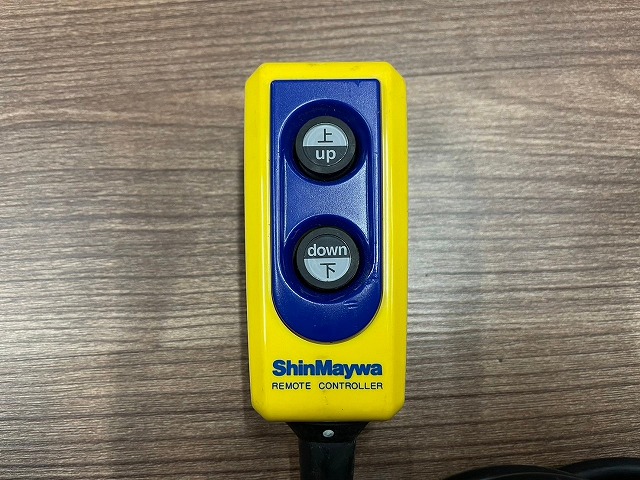 上
up
down
下
ShinMaywa
REMOTE CONTROLLER